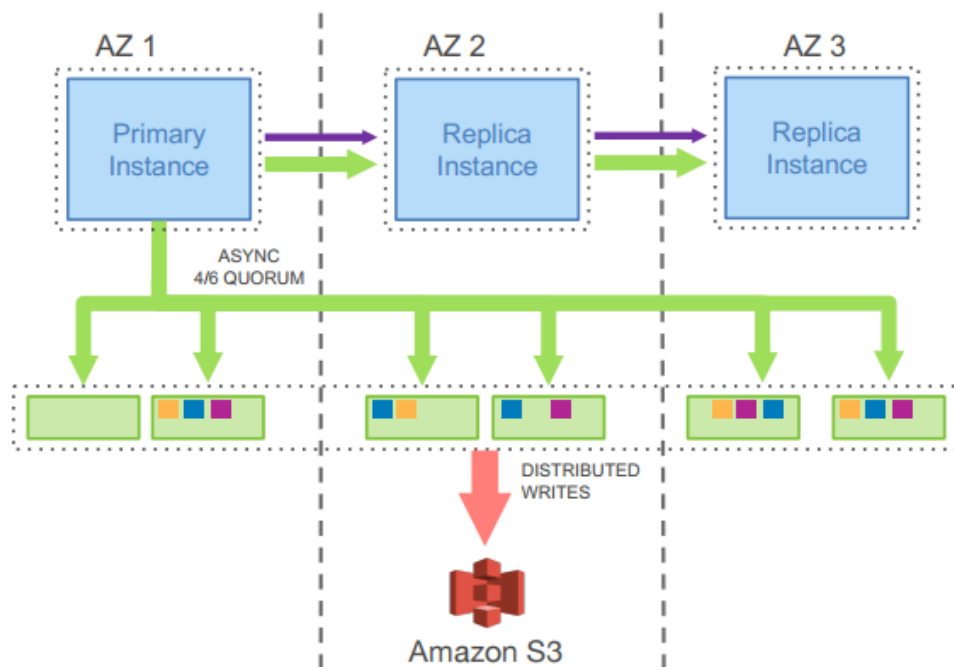 AZ 1
AZ 2
AZ 3
Primary
Instance
Replica
Instance
Replica
Instance
ASYNC
4/6 QUORUM
DISTRIBUTED
WRITES
Amazon S3